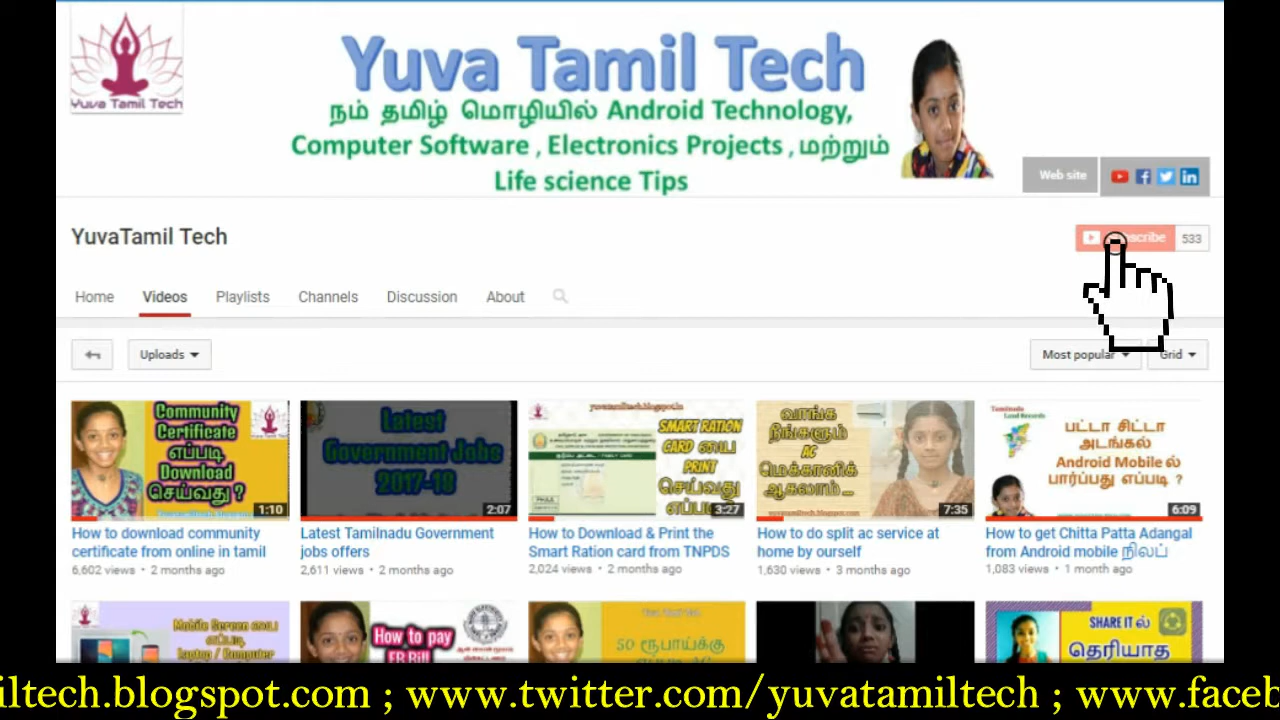 Yuva Tamil Tech
Yuva Tamil Tech
நம் தமிழ் மொழியில் Android Technology,
Computer Software , Electronics Projects , மற்றும்
Life science Tips
Web site
YuvaTamil Tech
533
Home Videos Playlists Channels Discussion About
Uploads
Most popular Grid
Community
Certificate
எப்படி
Download
செய்வது ?
1:10
Latest
Government Jobs
2017-18
2:07
yuvatamiltech.blogspot.in
SMART RATION
CARD ஐயை
PRINT
செய்வது
3:27
வாங்க
நீங்களும்
AC
மெக்கானிக்
ஆகலாம்...
7:35
Tamilnadu
Land Records
பட்டா சிட்டா
அடங்கல்
Android Mobile ல்
பார்ப்பது எப்படி ?
6:09
How to download community
certificate from online in tamil
6,602 views • 2 months ago
Latest Tamilnadu Government
jobs offers
2,611 views • 2 months ago
How to Download & Print the
Smart Ration card from TNPDS
2,024 views • 2 months ago
How to do split ac service at
home by ourself
1,630 views • 3 months ago
How to get Chitta Patta Adangal
from Android mobile நிலப்
1,083 views • 1 month ago
Mobile Screen யை
எப்படி
laptop / Computer
How to pay
EB Bill
50 ரூபாய்க்கு
SHARE IT ல்
தெரியாத
iltech.blogspot.com ; www.twitter.com/yuvatamiltech ; www.faceb